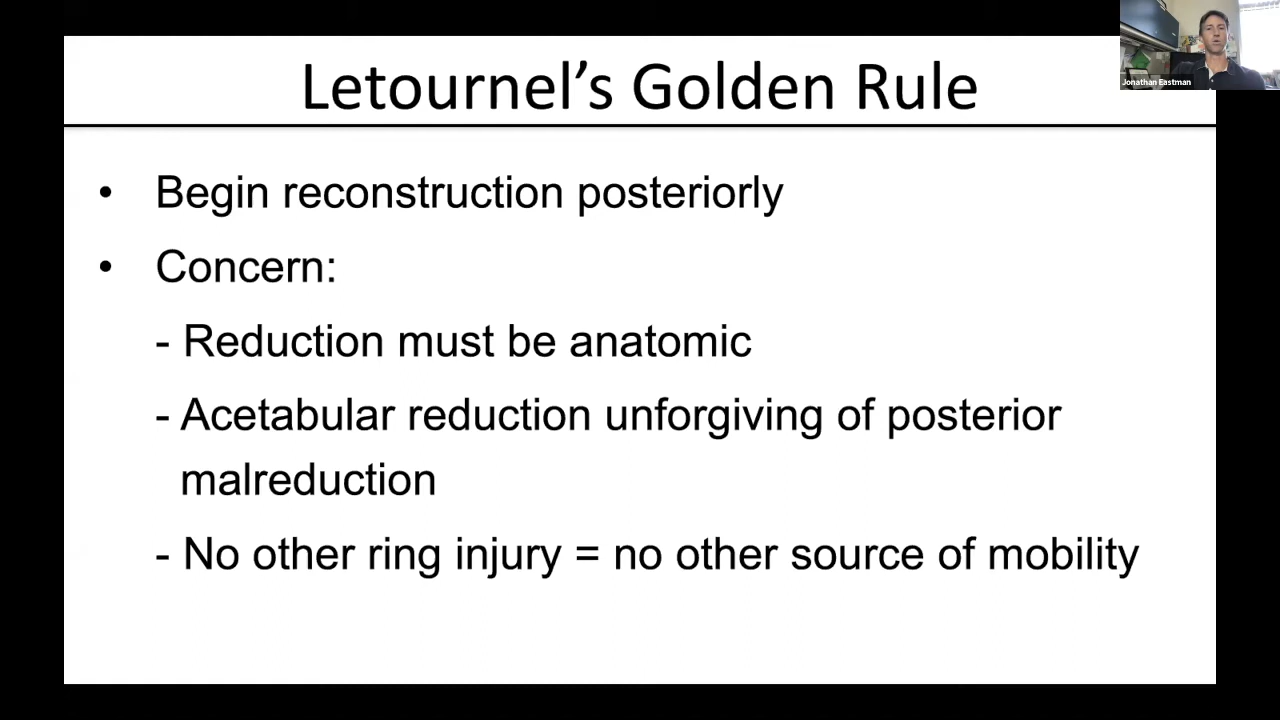 Letournel’s Golden Rule
Jonathan Eastman
• Begin reconstruction posteriorly
• Concern:
- Reduction must be anatomic
- Acetabular reduction unforgiving of posterior
malreduction
- No other ring injury = no other source of mobility